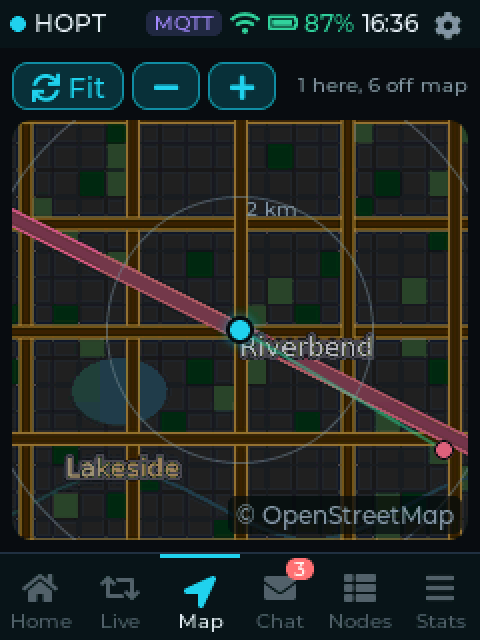 HOPT MQTT 87% 16:36
Fit − + 1 here, 6 off map
2 km
Riverbend
Lakeside
© OpenStreetMap
3
Home Live Map Chat Nodes Stats